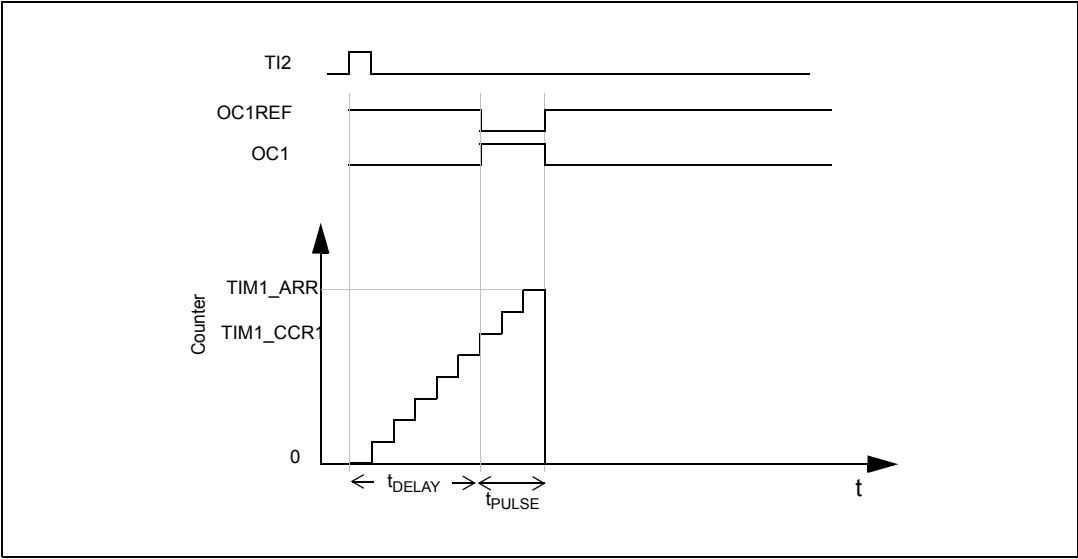 TI2
OC1REF
OC1
TIM1_ARR
TIM1_CCR1
Counter
0
tDELAY
tPULSE
t